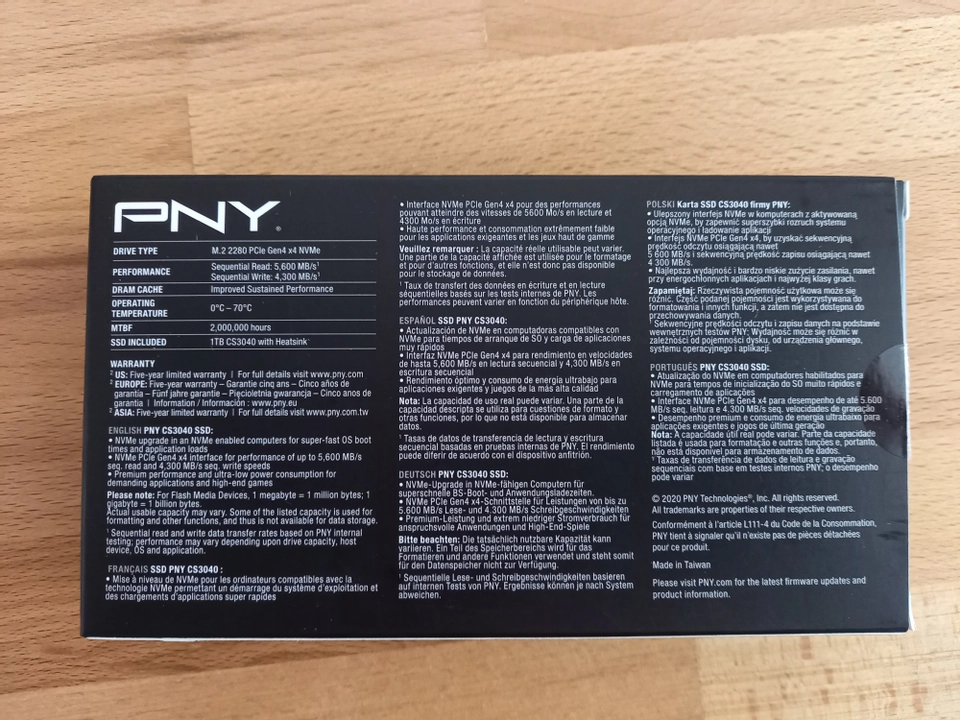 PNY®
DRIVE TYPE M.2 2280 PCIe Gen4 x4 NVMe
PERFORMANCE Sequential Read: 5,600 MB/s¹
Sequential Write: 4,300 MB/s¹
DRAM CACHE Improved Sustained Performance
OPERATING
TEMPERATURE 0°C – 70°C
MTBF 2,000,000 hours
SSD INCLUDED 1TB CS3040 with Heatsink
WARRANTY
² US: Five-year limited warranty | For full details visit www.pny.com
² EUROPE: Five-year warranty – Garantie cinq ans – Cinco años de
garantía – Fünf jahre garantie – Pięcioletnia gwarancja – Cinco anos de
garantia | Information / Información : www.pny.eu
² ASIA: Five-year limited warranty | For full details visit www.pny.com.tw
ENGLISH PNY CS3040 SSD:
• NVMe upgrade in an NVMe enabled computers for super-fast OS boot
times and application loads
• NVMe PCIe Gen4 x4 interface for performance of up to 5,600 MB/s
seq. read and 4,300 MB/s seq. write speeds
• Premium performance and ultra-low power consumption for
demanding applications and high-end games
Please note: For Flash Media Devices, 1 megabyte = 1 million bytes; 1
gigabyte = 1 billion bytes.
Actual usable capacity may vary. Some of the listed capacity is used for
formatting and other functions, and thus is not available for data storage.
¹ Sequential read and write data transfer rates based on PNY internal
testing; performance may vary depending upon drive capacity, host
device, OS and application.
FRANÇAIS SSD PNY CS3040 :
• Mise à niveau de NVMe pour les ordinateurs compatibles avec la
technologie NVMe permettant un démarrage du système d'exploitation et
des chargements d'applications super rapides
• Interface NVMe PCIe Gen4 x4 pour des performances
pouvant atteindre des vitesses de 5600 Mo/s en lecture et
4300 Mo/s en écriture
• Haute performance et consommation extrêmement faible
pour les applications exigeantes et les jeux haut de gamme
Veuillez remarquer : La capacité réelle utilisable peut varier.
Une partie de la capacité affichée est utilisée pour le formatage
et pour d'autres fonctions, et elle n'est donc pas disponible
pour le stockage de données.
¹ Taux de transfert des données en écriture et en lecture
séquentielles basés sur les tests internes de PNY. Les
performances peuvent varier en fonction du périphérique hôte.
ESPAÑOL SSD PNY CS3040:
• Actualización de NVMe en computadoras compatibles con
NVMe para tiempos de arranque de SO y carga de aplicaciones
muy rápidos
• Interfaz NVMe PCIe Gen4 x4 para rendimiento en velocidades
de hasta 5,600 MB/s en lectura secuencial y 4,300 MB/s en
escritura secuencial
• Rendimiento óptimo y consumo de energía ultrabajo para
aplicaciones exigentes y juegos de la más alta calidad
Nota: La capacidad de uso real puede variar. Una parte de la
capacidad descripta se utiliza para cuestiones de formato y
otras funciones, por lo que no está disponible para almacenar
datos.
¹ Tasas de datos de transferencia de lectura y escritura
secuencial basadas en pruebas internas de PNY. El rendimiento
puede diferir de acuerdo con el dispositivo anfitrión.
DEUTSCH PNY CS3040 SSD:
• NVMe-Upgrade in NVMe-fähigen Computern für
superschnelle BS-Boot- und Anwendungsladezeiten.
• NVMe PCIe Gen4 x4-Schnittstelle für Leistungen von bis zu
5.600 MB/s Lese- und 4.300 MB/s Schreibgeschwindigkeiten
• Premium-Leistung und extrem niedriger Stromverbrauch für
anspruchsvolle Anwendungen und High-End-Spiele
Bitte beachten: Die tatsächlich nutzbare Kapazität kann
variieren. Ein Teil des Speicherbereichs wird für das
Formatieren und andere Funktionen verwendet und steht somit
für den Datenspeicher nicht zur Verfügung.
¹ Sequentielle Lese- und Schreibgeschwindigkeiten basieren
auf internen Tests von PNY. Ergebnisse können je nach System
abweichen.
POLSKI Karta SSD CS3040 firmy PNY:
• Ulepszony interfejs NVMe w komputerach z aktywowaną
opcją NVMe, by zapewnić superszybki rozruch systemu
operacyjnego i ładowanie aplikacji
• Interfejs NVMe PCIe Gen4 x4, by uzyskać sekwencyjną
prędkość odczytu osiągającą nawet
5 600 MB/s i sekwencyjną prędkość zapisu osiągającą nawet
4 300 MB/s.
• Najlepsza wydajność i bardzo niskie zużycie zasilania, nawet
przy energochłonnych aplikacjach i najwyżej klasy grach.
Zapamiętaj: Rzeczywista pojemność użytkowa może się
różnić. Część podanej pojemności jest wykorzystywana do
formatowania i innych funkcji, a zatem nie jest dostępna do
przechowywania danych.
¹ Sekwencyjne prędkości odczytu i zapisu danych na podstawie
wewnętrznych testów PNY; Wydajność może się różnić w
zależności od pojemności dysku, od urządzenia głównego,
systemu operacyjnego i aplikacji.
PORTUGUÊS PNY CS3040 SSD:
• Atualização do NVMe em computadores habilitados para
NVMe para tempos de inicialização do SO muito rápidos e
carregamento de aplicações
• Interface NVMe PCIe Gen4 x4 para desempenho de até 5.600
MB/s seq. leitura e 4.300 MB/s seq. velocidades de gravação
• Desempenho premium e consumo de energia ultrabaixo para
aplicações exigentes e jogos de última geração
Nota: A capacidade útil real pode variar. Parte da capacidade
listada é usada para formatação e outras funções e, portanto,
não está disponível para armazenamento de dados.
¹ Taxas de transferência de dados de leitura e gravação
sequenciais com base em testes internos PNY; o desempenho
pode variar
© 2020 PNY Technologies®, Inc. All rights reserved.
All trademarks are properties of their respective owners.
Conformément à l'article L111-4 du Code de la Consommation,
PNY tient à signaler qu'il n'existe pas de pièces détachées
pour ce produit.
Made in Taiwan
Please visit PNY.com for the latest firmware updates and
product information.